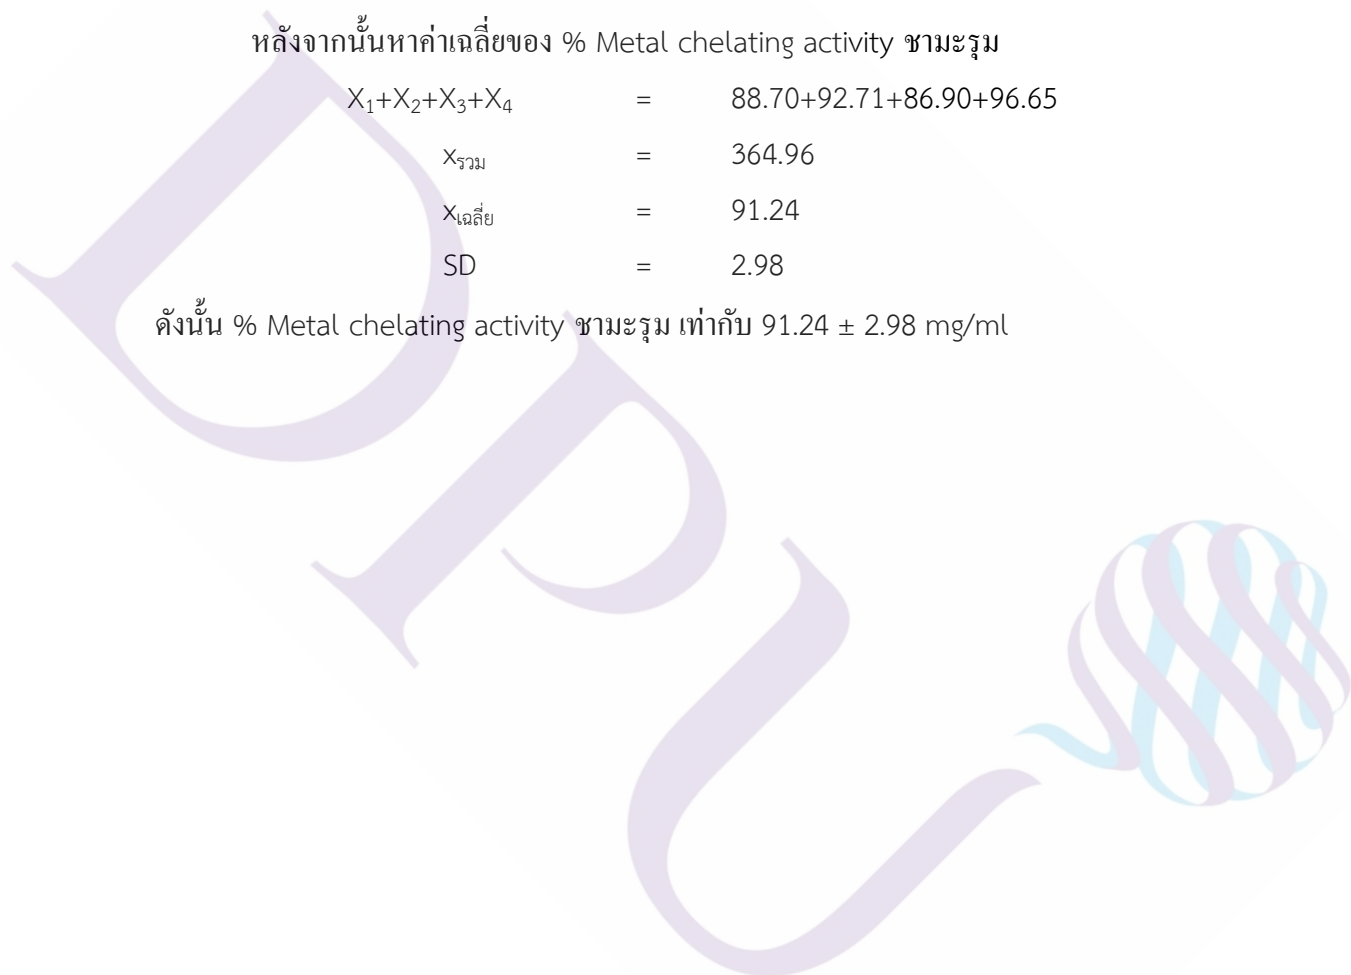 หลังจากนั้นหาค่าเฉลี่ยของ % Metal chelating activity ชามะรุม
X₁+X₂+X₃+X₄ = 88.70+92.71+86.90+96.65
xรวม = 364.96
xเฉลี่ย = 91.24
SD = 2.98
ดังนั้น % Metal chelating activity ชามะรุม เท่ากับ 91.24 ± 2.98 mg/ml
DPU